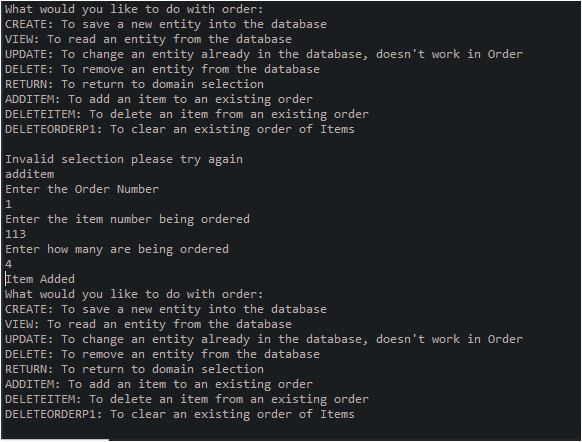 What would you like to do with order:
CREATE: To save a new entity into the database
VIEW: To read an entity from the database
UPDATE: To change an entity already in the database, doesn't work in Order
DELETE: To remove an entity from the database
RETURN: To return to domain selection
ADDITEM: To add an item to an existing order
DELETEITEM: To delete an item from an existing order
DELETEORDERP1: To clear an existing order of Items
Invalid selection please try again
additem
Enter the Order Number
1
Enter the item number being ordered
113
Enter how many are being ordered
4
Item Added
What would you like to do with order:
CREATE: To save a new entity into the database
VIEW: To read an entity from the database
UPDATE: To change an entity already in the database, doesn't work in Order
DELETE: To remove an entity from the database
RETURN: To return to domain selection
ADDITEM: To add an item to an existing order
DELETEITEM: To delete an item from an existing order
DELETEORDERP1: To clear an existing order of Items